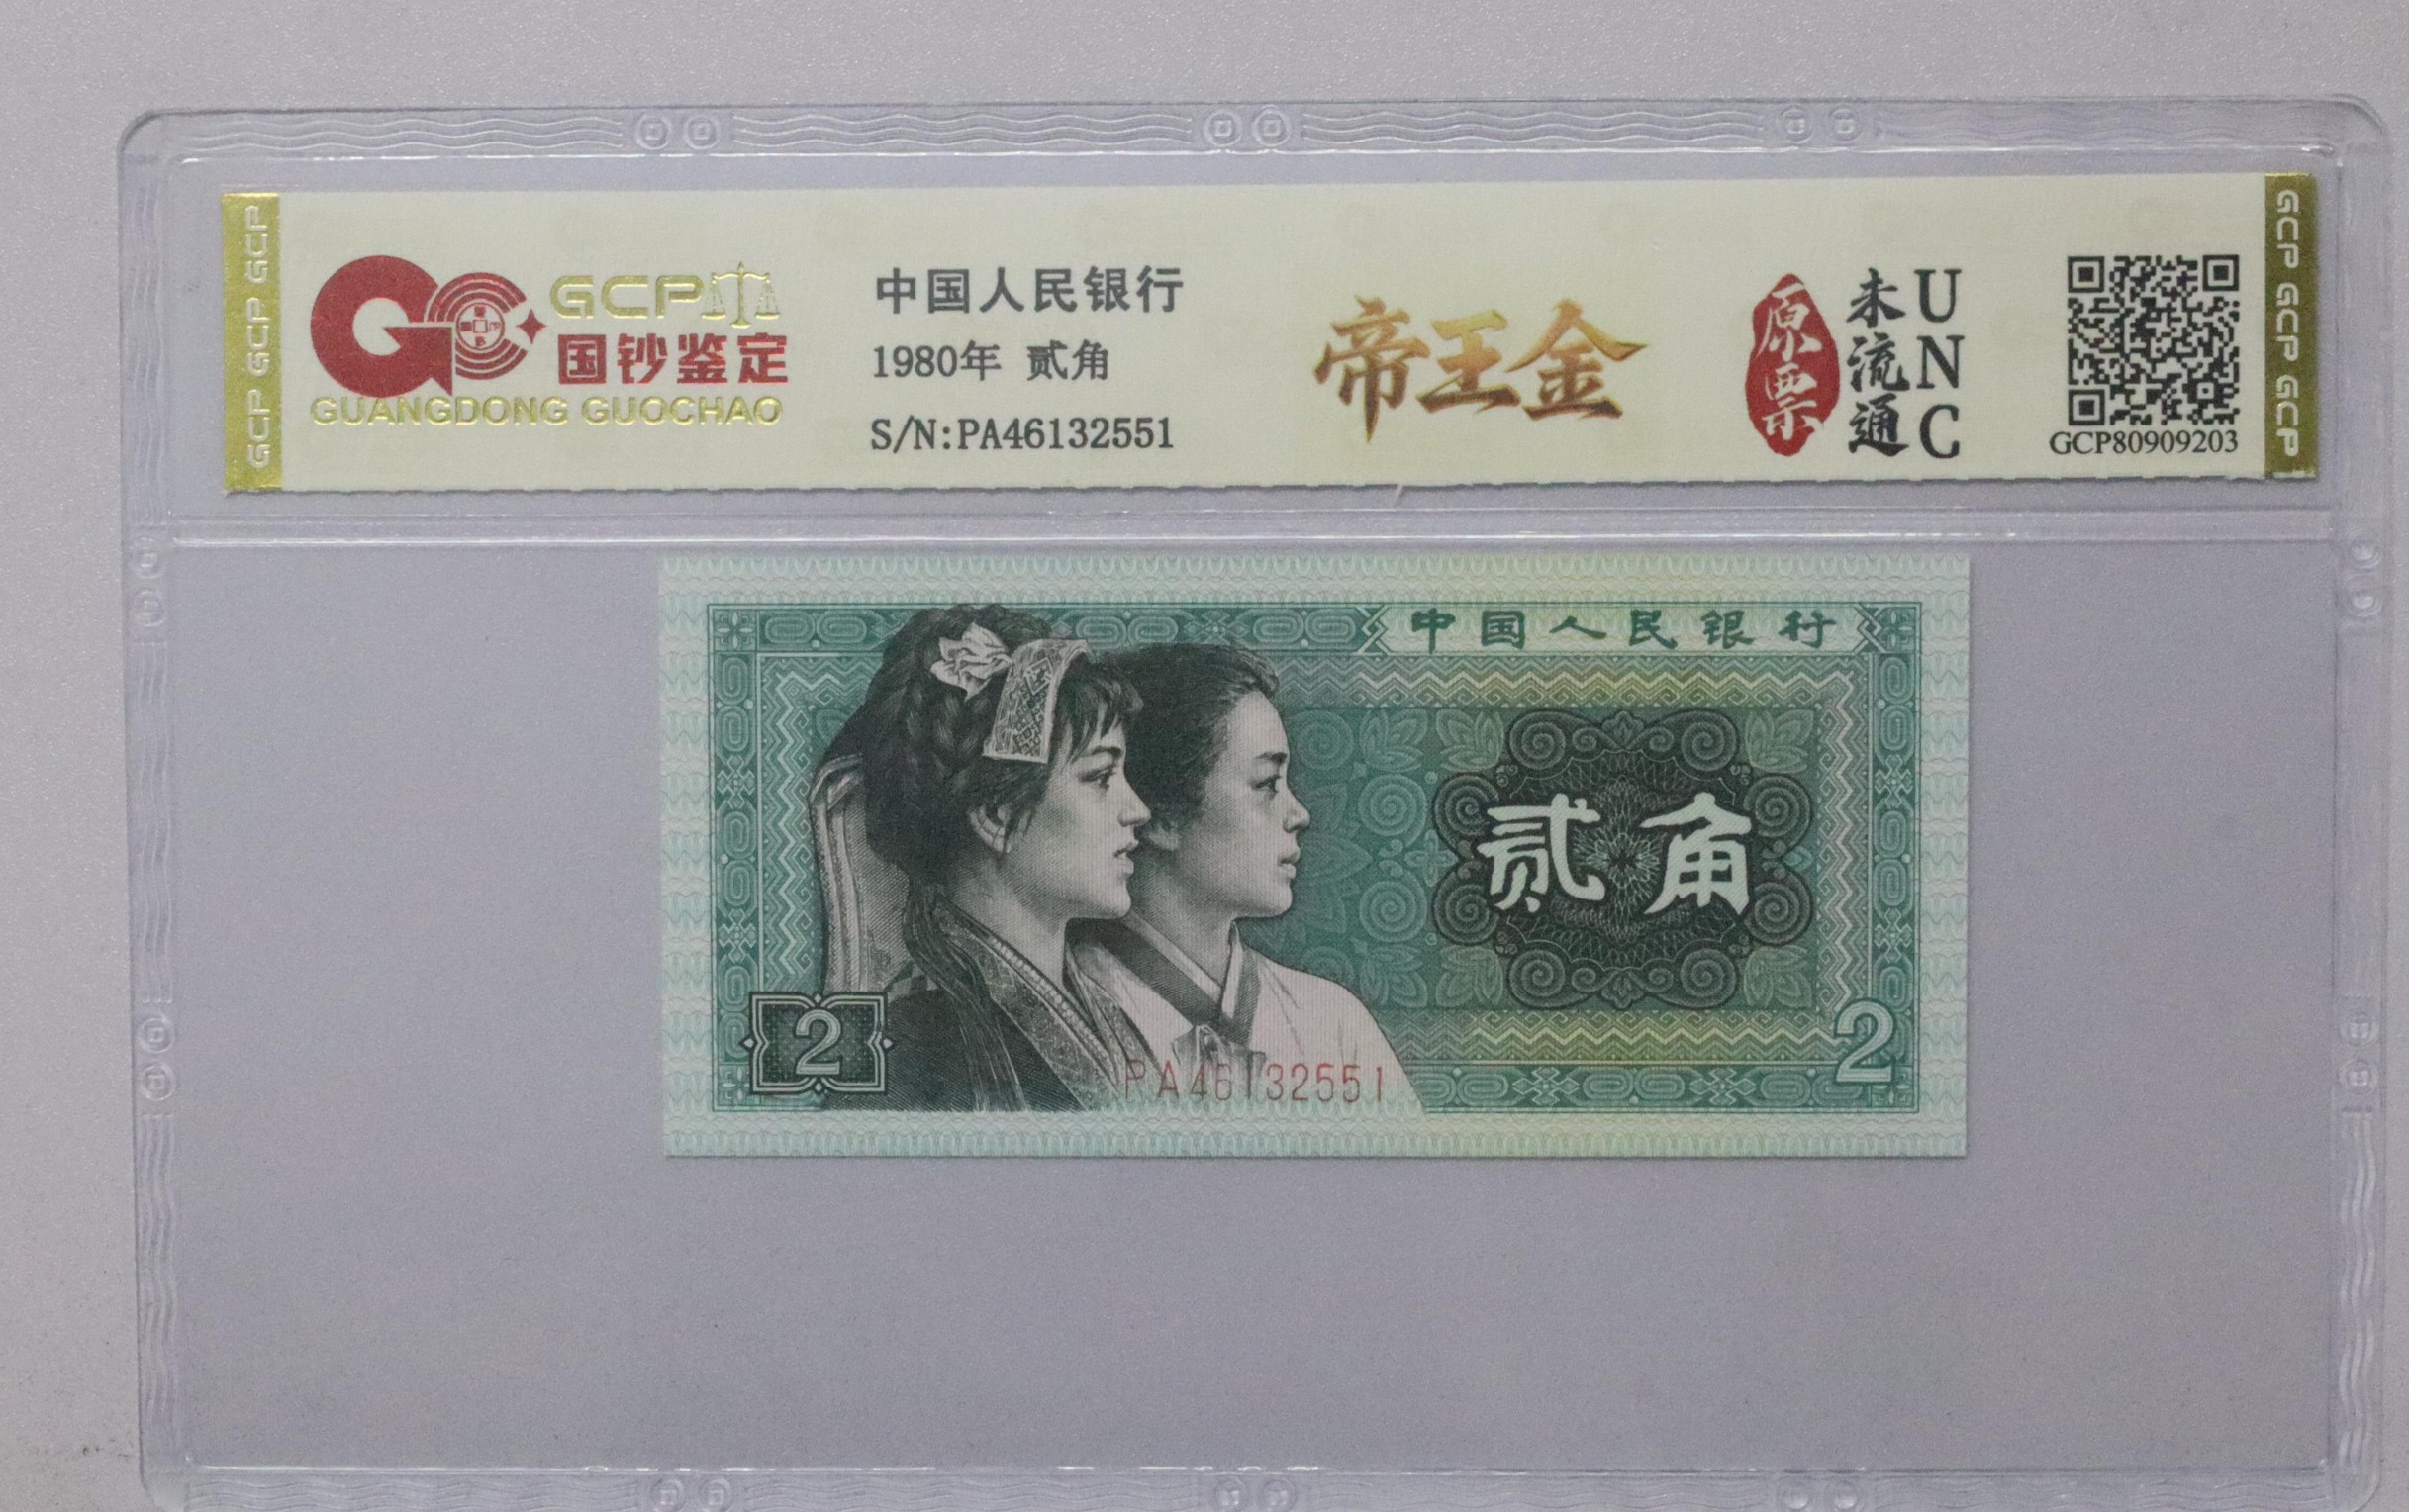 GCP GCP GCP
GCP
国钞鉴定
GUANGDONG GUOCHAO
中国人民银行
1980年 贰角
S/N:PA46132551
帝王金
原票
未流通
UNC
GCP80909203
GCP GCP GCP
中国人民银行
贰角
2
PA46132551
2